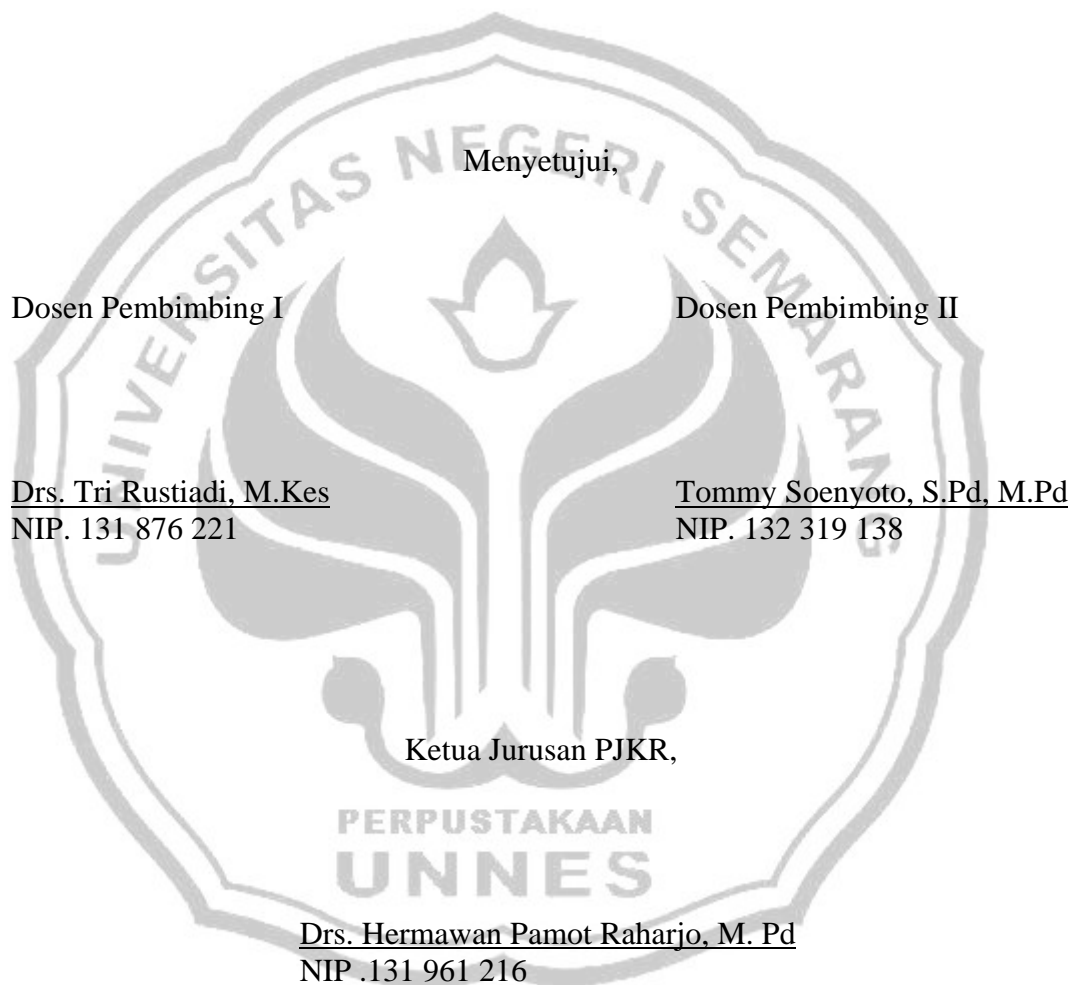 Menyetujui,
UNIVERSITAS NEGERI SEMARANG
Dosen Pembimbing I
Dosen Pembimbing II
Drs. Tri Rustiadi, M.Kes
NIP. 131 876 221
Tommy Soenyoto, S.Pd, M.Pd
NIP. 132 319 138
Ketua Jurusan PJKR,
PERPUSTAKAAN
UNNES
Drs. Hermawan Pamot Raharjo, M. Pd
NIP .131 961 216